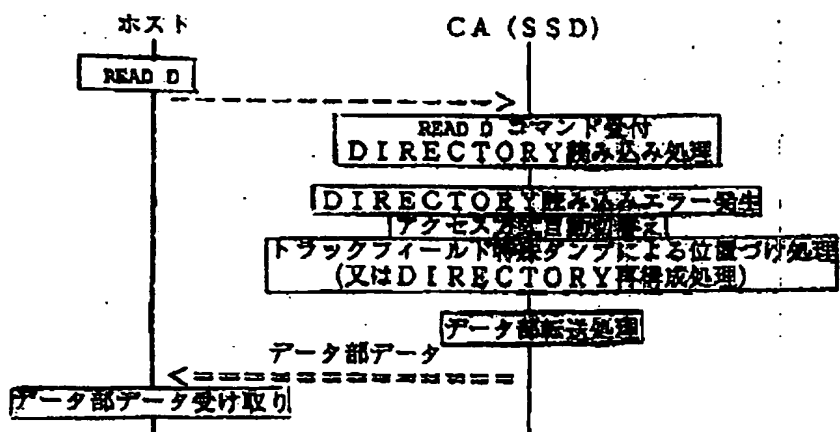 ホスト
CA (SSD)
READ D
READ D コマンド受付
DIRECTORY読み込み処理
DIRECTORY読み込みエラー発生
アクセス方式自動切替え
トラックフィールド特殊ダンプによる位置づけ処理
(又はDIRECTORY再構成処理)
データ部転送処理
データ部データ
データ部データ受け取り